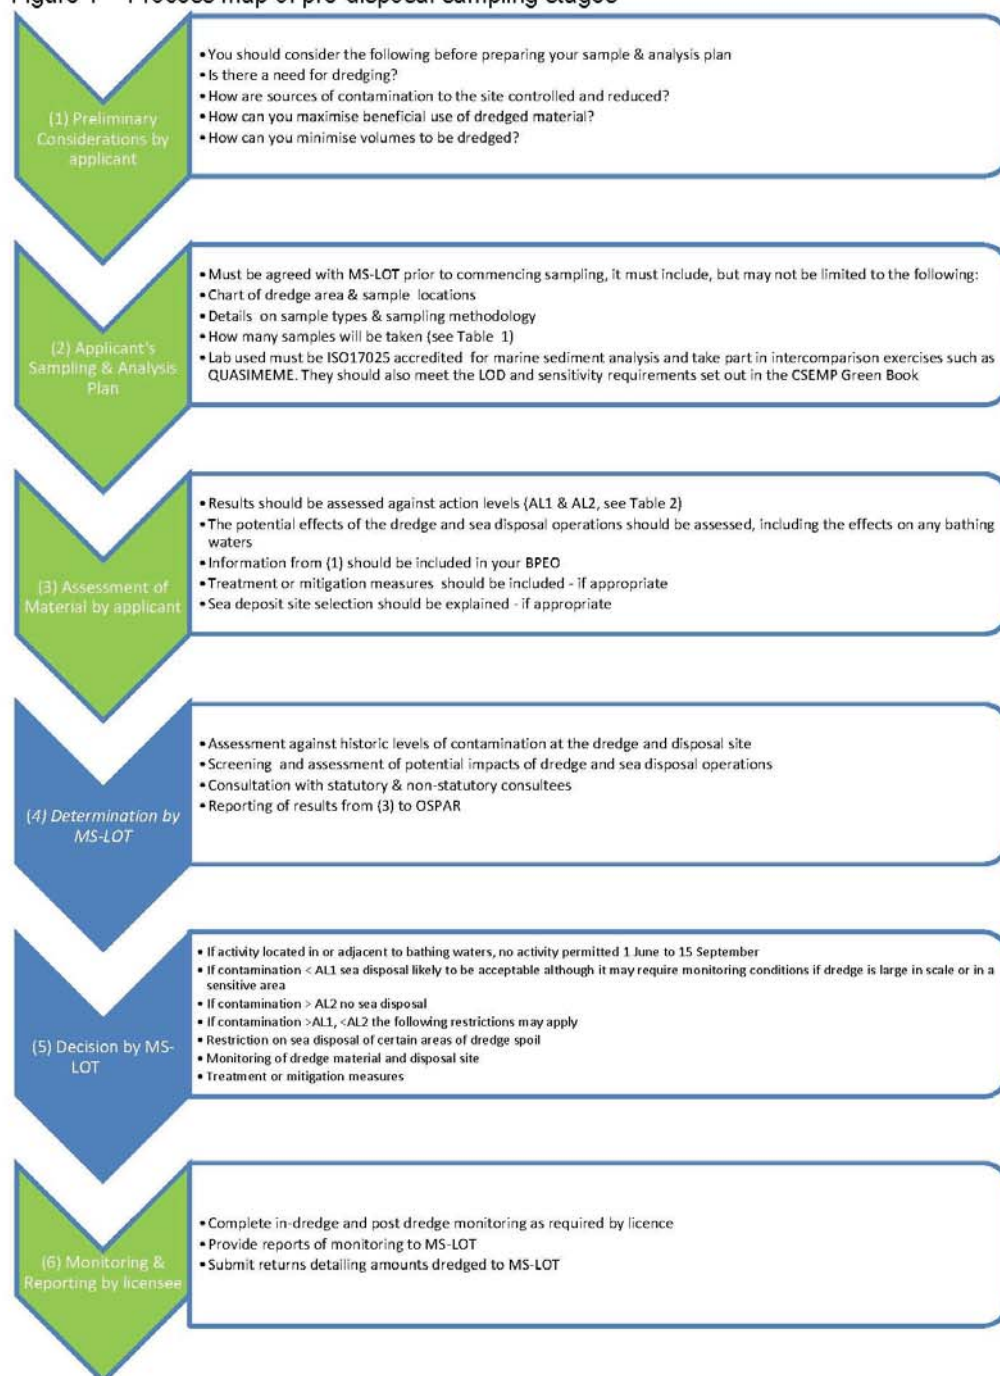 Figure 1 – Process map of pre-disposal sampling stages
(1) Preliminary
Considerations by
applicant
• You should consider the following before preparing your sample & analysis plan
• Is there a need for dredging?
• How are sources of contamination to the site controlled and reduced?
• How can you maximise beneficial use of dredged material?
• How can you minimise volumes to be dredged?
(2) Applicant's
Sampling & Analysis
Plan
• Must be agreed with MS-LOT prior to commencing sampling, it must include, but may not be limited to the following:
• Chart of dredge area & sample locations
• Details on sample types & sampling methodology
• How many samples will be taken (see Table 1)
• Lab used must be ISO17025 accredited for marine sediment analysis and take part in intercomparison exercises such as
QUASIMEME. They should also meet the LOD and sensitivity requirements set out in the CSEMP Green Book
(3) Assessment of
Material by applicant
• Results should be assessed against action levels (AL1 & AL2, see Table 2)
• The potential effects of the dredge and sea disposal operations should be assessed, including the effects on any bathing
waters
• Information from (1) should be included in your BPEO
• Treatment or mitigation measures should be included - if appropriate
• Sea deposit site selection should be explained - if appropriate
(4) Determination by
MS-LOT
• Assessment against historic levels of contamination at the dredge and disposal site
• Screening and assessment of potential impacts of dredge and sea disposal operations
• Consultation with statutory & non-statutory consultees
• Reporting of results from (3) to OSPAR
(5) Decision by MS-
LOT
• If activity located in or adjacent to bathing waters, no activity permitted 1 June to 15 September
• If contamination < AL1 sea disposal likely to be acceptable although it may require monitoring conditions if dredge is large in scale or in a
sensitive area
• If contamination > AL2 no sea disposal
• If contamination >AL1, <AL2 the following restrictions may apply
• Restriction on sea disposal of certain areas of dredge spoil
• Monitoring of dredge material and disposal site
• Treatment or mitigation measures
(6) Monitoring &
Reporting by licensee
• Complete in-dredge and post dredge monitoring as required by licence
• Provide reports of monitoring to MS-LOT
• Submit returns detailing amounts dredged to MS-LOT